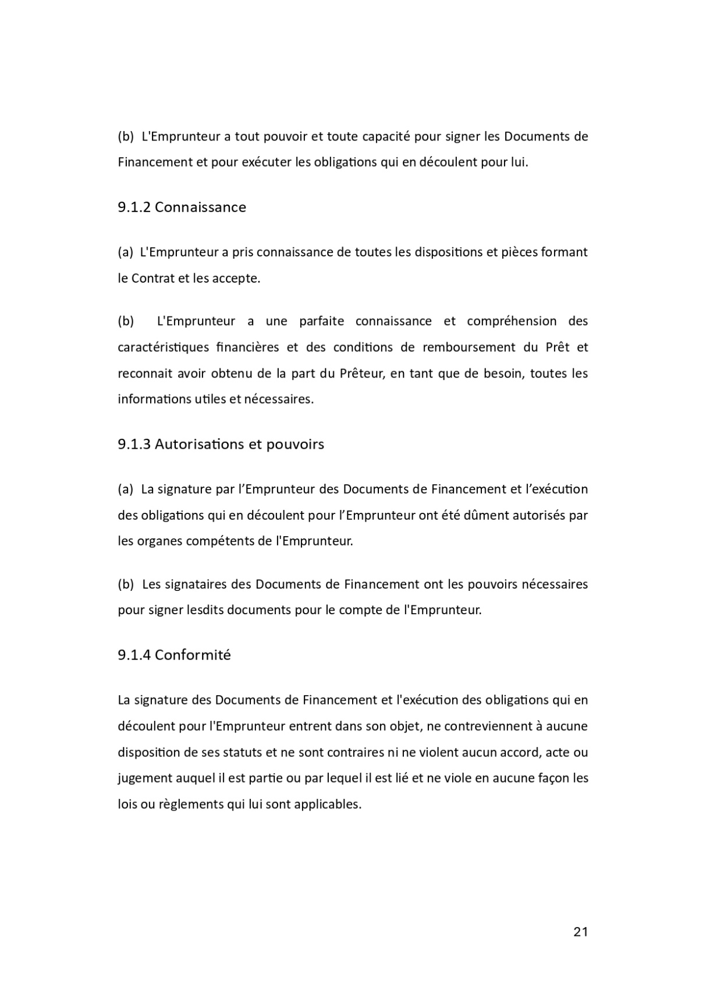 (b) L'Emprunteur a tout pouvoir et toute capacité pour signer les Documents de
Financement et pour exécuter les obligations qui en découlent pour lui.
9.1.2 Connaissance
(a) L'Emprunteur a pris connaissance de toutes les dispositions et pièces formant
le Contrat et les accepte.
(b) L'Emprunteur a une parfaite connaissance et compréhension des
caractéristiques financières et des conditions de remboursement du Prêt et
reconnait avoir obtenu de la part du Prêteur, en tant que de besoin, toutes les
informations utiles et nécessaires.
9.1.3 Autorisations et pouvoirs
(a) La signature par l’Emprunteur des Documents de Financement et l’exécution
des obligations qui en découlent pour l’Emprunteur ont été dûment autorisés par
les organes compétents de l'Emprunteur.
(b) Les signataires des Documents de Financement ont les pouvoirs nécessaires
pour signer lesdits documents pour le compte de l'Emprunteur.
9.1.4 Conformité
La signature des Documents de Financement et l'exécution des obligations qui en
découlent pour l'Emprunteur entrent dans son objet, ne contreviennent à aucune
disposition de ses statuts et ne sont contraires ni ne violent aucun accord, acte ou
jugement auquel il est partie ou par lequel il est lié et ne viole en aucune façon les
lois ou règlements qui lui sont applicables.
21